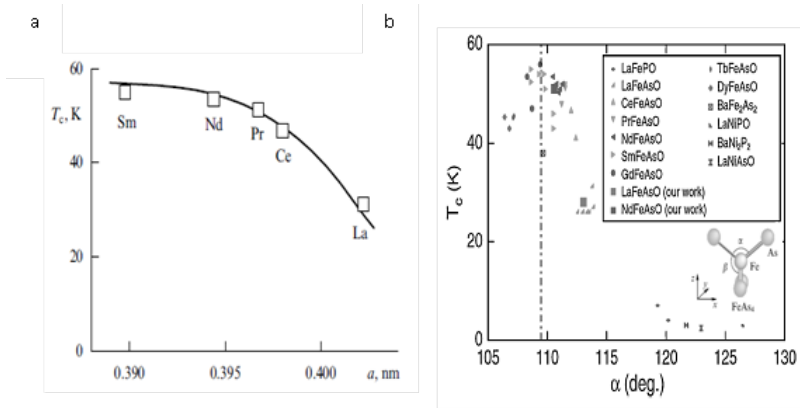 a
b
60
40
20
0
T_c, K
Sm
Nd
Pr
Ce
La
0.390
0.395
0.400
a, nm
60
40
20
0
T_c (K)
LaFePO
LaFeAsO
CeFeAsO
PrFeAsO
NdFeAsO
SmFeAsO
GdFeAsO
LaFeAsO (our work)
NdFeAsO (our work)
TbFeAsO
DyFeAsO
BaFe₂As₂
LaNiPO
BaNi₂P₂
LaNiAsO
α
β
Fe
As
z
y
x
FeAs₄
105
110
115
120
125
130
α (deg.)